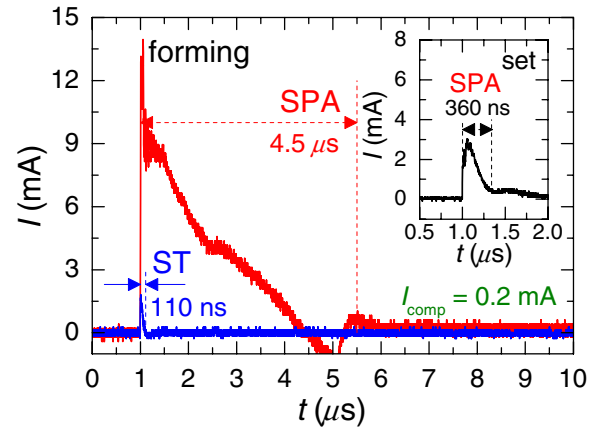 15
12
9
6
3
0
I (mA)
forming
SPA
4.5 μs
ST
110 ns
I_comp = 0.2 mA
0 1 2 3 4 5 6 7 8 9 10
t (μs)
8
6
4
2
0
I (mA)
set
SPA
360 ns
0.5 1.0 1.5 2.0
t (μs)